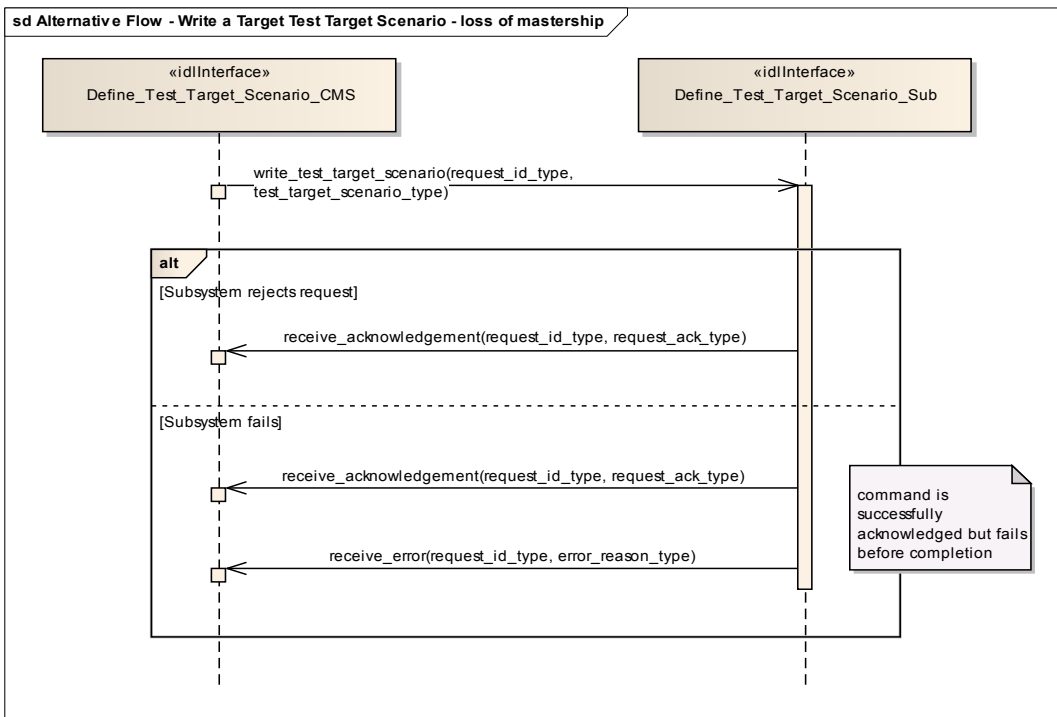 sd Alternative Flow - Write a Target Test Target Scenario - loss of mastership
«idlInterface»
Define_Test_Target_Scenario_CMS
«idlInterface»
Define_Test_Target_Scenario_Sub
write_test_target_scenario(request_id_type,
test_target_scenario_type)
alt
[Subsystem rejects request]
receive_acknowledgement(request_id_type, request_ack_type)
[Subsystem fails]
receive_acknowledgement(request_id_type, request_ack_type)
command is
successfully
acknowledged but fails
before completion
receive_error(request_id_type, error_reason_type)